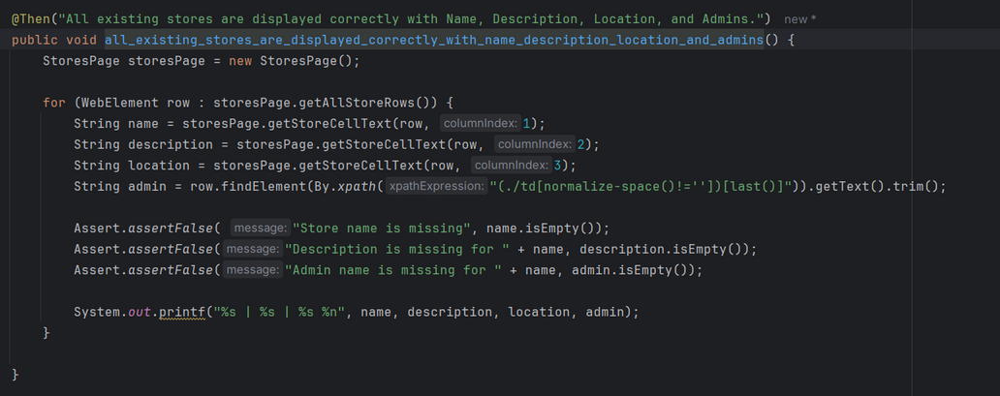 @Then("All existing stores are displayed correctly with Name, Description, Location, and Admins.") new *
public void all_existing_stores_are_displayed_correctly_with_name_description_location_and_admins() {
StoresPage storesPage = new StoresPage();
for (WebElement row : storesPage.getAllStoreRows()) {
String name = storesPage.getStoreCellText(row, columnIndex: 1);
String description = storesPage.getStoreCellText(row, columnIndex: 2);
String location = storesPage.getStoreCellText(row, columnIndex: 3);
String admin = row.findElement(By.xpath( xpathExpression: "(./td[normalize-space()!=''])[last()]")).getText().trim();
Assert.assertFalse( message: "Store name is missing", name.isEmpty());
Assert.assertFalse( message: "Description is missing for " + name, description.isEmpty());
Assert.assertFalse( message: "Admin name is missing for " + name, admin.isEmpty());
System.out.printf("%s | %s | %s %n", name, description, location, admin);
}
}